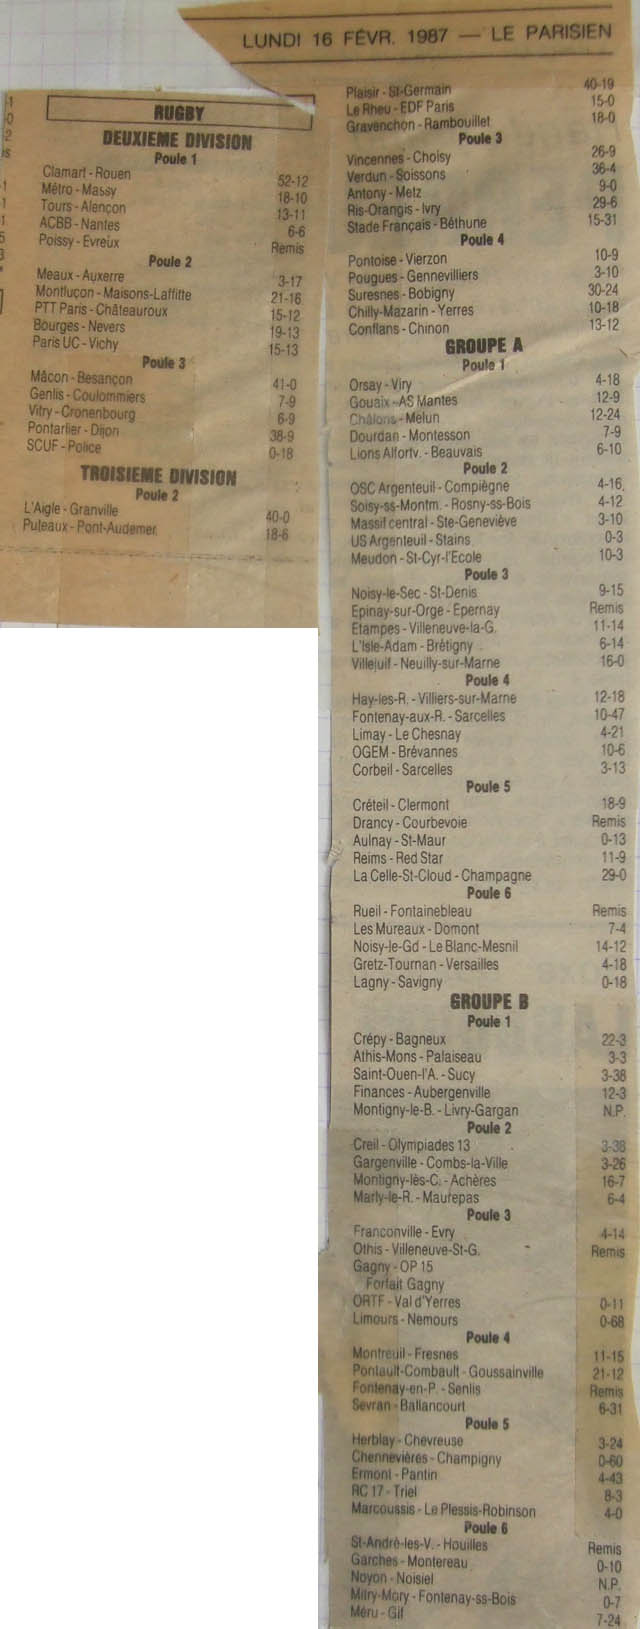 LUNDI 16 FÉVR. 1987 — LE PARISIEN
RUGBY
DEUXIEME DIVISION
Poule 1
Clamart - Rouen 52-12
Métro - Massy 18-10
Tours - Alençon 13-11
ACBB - Nantes 6-6
Poissy - Evreux Remis
Poule 2
Meaux - Auxerre 3-17
Montluçon - Maisons-Laffitte 21-16
PTT Paris - Châteauroux 15-12
Bourges - Nevers 19-13
Paris UC - Vichy 15-13
Poule 3
Mâcon - Besançon 41-0
Genlis - Coulommiers 7-9
Vitry - Cronenbourg 6-9
Pontarlier - Dijon 38-9
SCUF - Police 0-18
TROISIEME DIVISION
Poule 2
L'Aigle - Granville 40-0
Puteaux - Pont-Audemer 18-6
Plaisir - St-Germain 40-19
Le Rheu - EDF Paris 15-0
Gravenchon - Rambouillet 18-0
Poule 3
Vincennes - Choisy 26-9
Verdun - Soissons 36-4
Antony - Metz 9-0
Ris-Orangis - Ivry 29-6
Stade Français - Béthune 15-31
Poule 4
Pontoise - Vierzon 10-9
Pougues - Gennevilliers 3-10
Suresnes - Bobigny 30-24
Chilly-Mazarin - Yerres 10-18
Conflans - Chinon 13-12
GROUPE A
Poule 1
Orsay - Viry 4-18
Gouaix - AS Mantes 12-9
Châlons - Melun 12-24
Dourdan - Montesson 7-9
Lions Alfortv. - Beauvais 6-10
Poule 2
OSC Argenteuil - Compiègne 4-16
Soisy-ss-Montm. - Rosny-ss-Bois 4-12
Massif central - Ste-Geneviève 3-10
US Argenteuil - Stains 0-3
Meudon - St-Cyr-l'Ecole 10-3
Poule 3
Noisy-le-Sec - St-Denis 9-15
Epinay-sur-Orge - Epernay Remis
Etampes - Villeneuve-la-G. 11-14
L'Isle-Adam - Brétigny 6-14
Villejuif - Neuilly-sur-Marne 16-0
Poule 4
Hay-les-R. - Villiers-sur-Marne 12-18
Fontenay-aux-R. - Sarcelles 10-47
Limay - Le Chesnay 4-21
OGEM - Brévannes 10-6
Corbeil - Sarcelles 3-13
Poule 5
Créteil - Clermont 18-9
Drancy - Courbevoie Remis
Aulnay - St-Maur 0-13
Reims - Red Star 11-9
La Celle-St-Cloud - Champagne 29-0
Poule 6
Rueil - Fontainebleau Remis
Les Mureaux - Domont 7-4
Noisy-le-Gd - Le Blanc-Mesnil 14-12
Gretz-Tournan - Versailles 4-18
Lagny - Savigny 0-18
GROUPE B
Poule 1
Crépy - Bagneux 22-3
Athis-Mons - Palaiseau 3-3
Saint-Ouen-l'A. - Sucy 3-38
Finances - Aubergenville 12-3
Montigny-le-B. - Livry-Gargan N.P.
Poule 2
Creil - Olympiades 13 3-38
Gargenville - Combs-la-Ville 3-26
Montigny-lès-C. - Achères 16-7
Marly-le-R. - Maurepas 6-4
Poule 3
Franconville - Evry 4-14
Othis - Villeneuve-St-G. Remis
Gagny - OP 15
Forfait Gagny
ORTF - Val d'Yerres 0-11
Limours - Nemours 0-68
Poule 4
Montreuil - Fresnes 11-15
Pontault-Combault - Goussainville 21-12
Fontenay-en-P. - Senlis Remis
Sevran - Ballancourt 6-31
Poule 5
Herblay - Chevreuse 3-24
Chennevières - Champigny 0-60
Ermont - Pantin 4-43
RC 17 - Triel 8-3
Marcoussis - Le Plessis-Robinson 4-0
Poule 6
St-André-les-V. - Houilles Remis
Garches - Montereau 0-10
Noyon - Noisiel N.P.
Mitry-Mory - Fontenay-ss-Bois 0-7
Méru - Gif 7-24